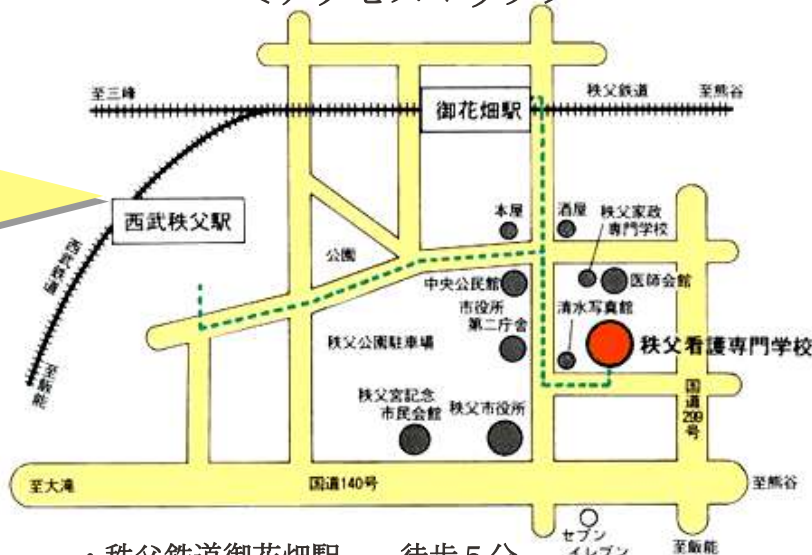 至三峰
御花畑駅
秩父鉄道
至熊谷
西武秩父駅
西武鉄道
至飯能
本屋
酒屋
秩父家政
専門学校
公園
中央公民館
医師会館
市役所
第二庁舎
清水写真館
秩父公園駐車場
秩父看護専門学校
秩父宮記念
市民会館
秩父市役所
国道299号
至大滝
国道140号
至熊谷
セブン
イレブン
至飯能
・秩父鉄道御花畑駅 徒歩5分